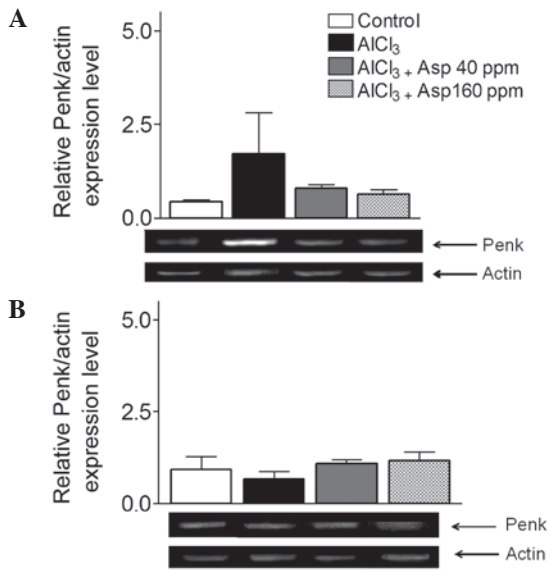 A
Control
AlCl₃
AlCl₃ + Asp 40 ppm
AlCl₃ + Asp160 ppm
Relative Penk/actin
expression level
5.0
2.5
0.0
Penk
Actin
B
Relative Penk/actin
expression level
5.0
2.5
0.0
Penk
Actin